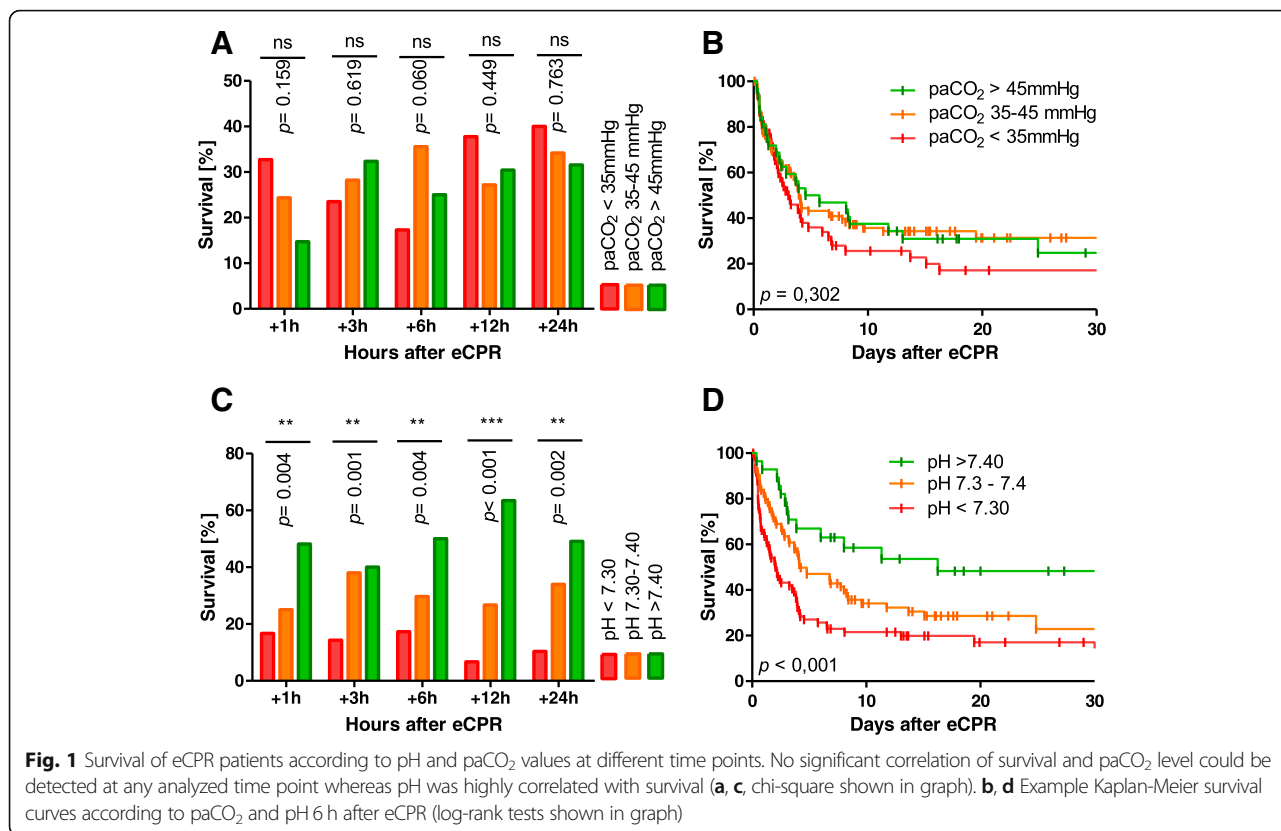 A
ns ns ns ns ns
p= 0.159 p= 0.619 p= 0.060 p= 0.449 p= 0.763
Survival [%]
50
40
30
20
10
0
+1h +3h +6h +12h +24h
Hours after eCPR
paCO2 < 35mmHg
paCO2 35-45 mmHg
paCO2 > 45mmHg
B
Survival [%]
100
80
60
40
20
0
paCO2 > 45mmHg
paCO2 35-45 mmHg
paCO2 < 35mmHg
p = 0,302
0 10 20 30
Days after eCPR
C
** ** ** *** **
p= 0.004 p= 0.001 p= 0.004 p< 0.001 p= 0.002
Survival [%]
80
60
40
20
0
+1h +3h +6h +12h +24h
Hours after eCPR
pH < 7.30
pH 7.30-7.40
pH >7.40
D
Survival [%]
100
80
60
40
20
0
pH >7.40
pH 7.3 - 7.4
pH < 7.30
p < 0,001
0 10 20 30
Days after eCPR
Fig. 1 Survival of eCPR patients according to pH and paCO2 values at different time points. No significant correlation of survival and paCO2 level could be
detected at any analyzed time point whereas pH was highly correlated with survival (a, c, chi-square shown in graph). b, d Example Kaplan-Meier survival
curves according to paCO2 and pH 6 h after eCPR (log-rank tests shown in graph)